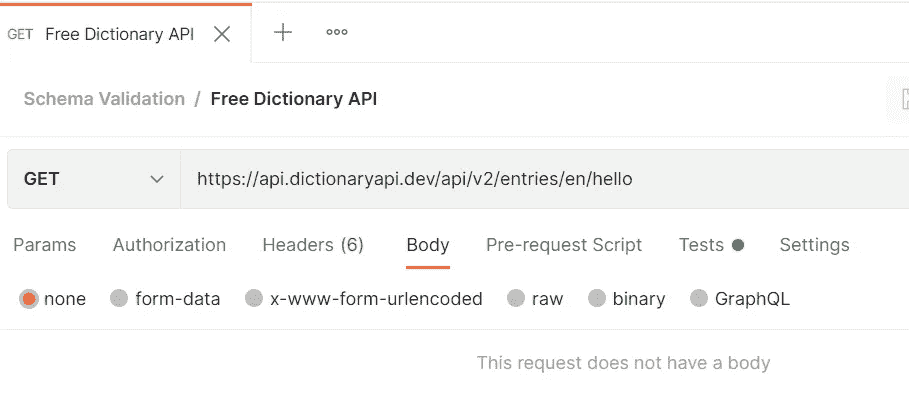 GET Free Dictionary API
Schema Validation / Free Dictionary API
GET https://api.dictionaryapi.dev/api/v2/entries/en/hello
Params Authorization Headers (6) Body Pre-request Script Tests Settings
none form-data x-www-form-urlencoded raw binary GraphQL
This request does not have a body